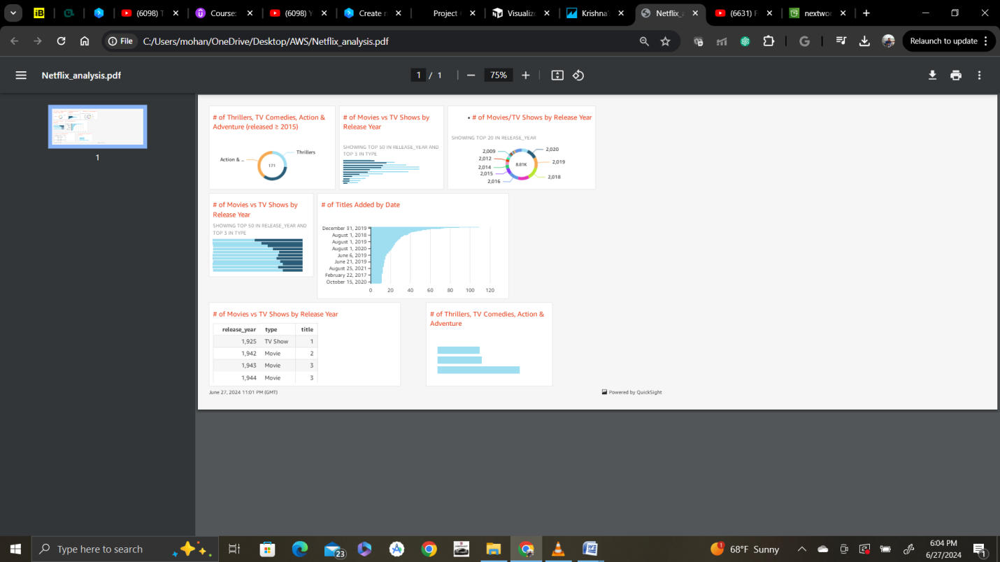 (6098) T
Course:
(6098) Y
Create n
Project
Visualiz
Krishna'
Netflix_a
(6631) F
nextwor
File
C:/Users/mohan/OneDrive/Desktop/AWS/Netflix_analysis.pdf
Relaunch to update
Netflix_analysis.pdf
1 / 1
75%
1
# of Thrillers, TV Comedies, Action &
Adventure (released ≥ 2015)
Action & ...
Thrillers
171
# of Movies vs TV Shows by
Release Year
SHOWING TOP 50 IN RELEASE_YEAR AND
TOP 3 IN TYPE
• # of Movies/TV Shows by Release Year
SHOWING TOP 20 IN RELEASE_YEAR
2,009
2,012
2,014
2,015
2,016
8.81K
2,020
2,019
2,018
# of Movies vs TV Shows by
Release Year
SHOWING TOP 50 IN RELEASE_YEAR AND
TOP 3 IN TYPE
# of Titles Added by Date
December 31, 2019
August 1, 2018
August 1, 2019
August 1, 2020
June 6, 2019
June 21, 2019
August 25, 2021
February 22, 2017
October 15, 2020
0 20 40 60 80 100 120
# of Movies vs TV Shows by Release Year
release_year type title
1,925 TV Show 1
1,942 Movie 2
1,943 Movie 3
1,944 Movie 3
# of Thrillers, TV Comedies, Action &
Adventure
June 27, 2024 11:01 PM (GMT)
Powered by QuickSight
Type here to search
23
68°F Sunny
6:04 PM
6/27/2024